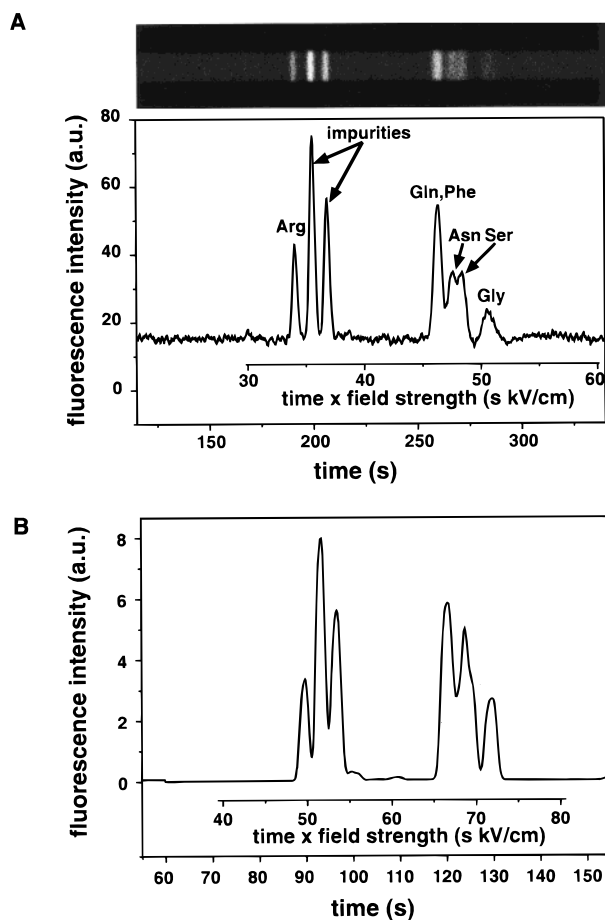 A
fluorescence intensity (a.u.)
80
60
40
20
0
impurities
Arg
Gln,Phe
Asn Ser
Gly
30 40 50 60
time x field strength (s kV/cm)
150 200 250 300
time (s)
B
fluorescence intensity (a.u.)
8
6
4
2
0
40 50 60 70 80
time x field strength (s kV/cm)
60 70 80 90 100 110 120 130 140 150
time (s)